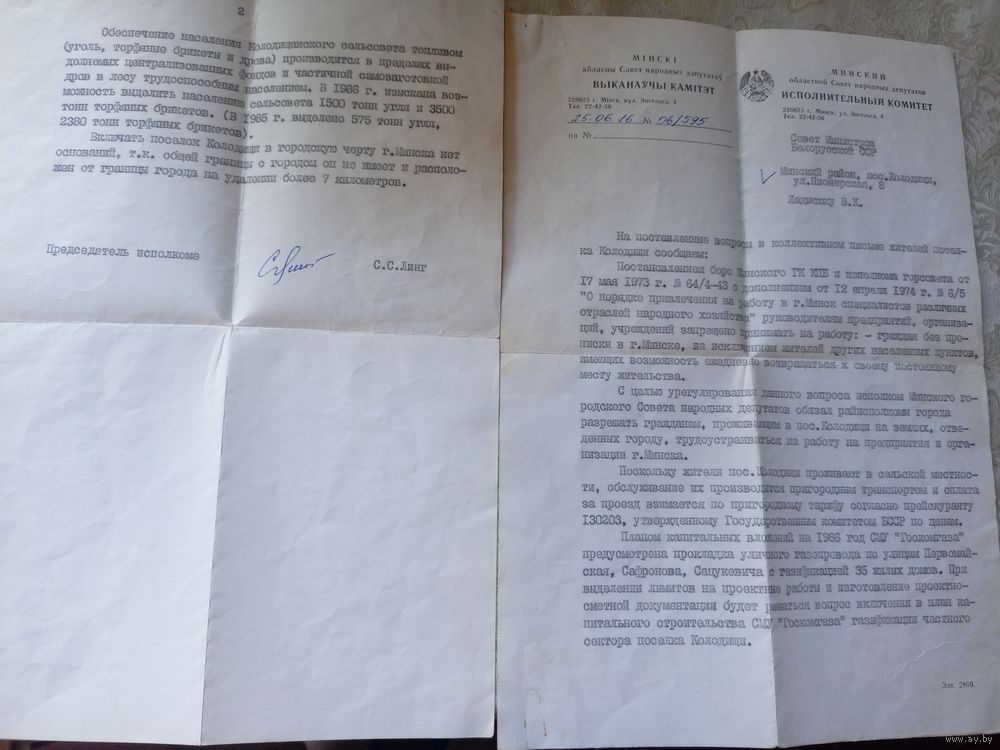 2
Обеспечение населения Колодищанского сельсовета топливом
(уголь, торфяные брикеты и дрова) производится в пределах вы-
деляемых централизованных фондов и частичной самозаготовкой
дров в лесу трудоспособным населением. В 1986 г. изыскана воз-
можность выделить населению сельсовета 1500 тонн угля и 3500
тонн торфяных брикетов. (В 1985 г. выделено 575 тонн угля,
2380 тонн торфяных брикетов).
Включать поселок Колодищи в городскую черту г.Минска нет
оснований, т.к. общей границы с городом он не имеет и располо-
жен от границы города на удалении более 7 километров.
Председатель исполкома
С.С.Линг
МІНСКІ
абласны Савет народных дэпутатаў
ВЫКАНАЎЧЫ КАМІТЭТ
220625 г. Мінск, вул. Энгельса, 4
Тэл. 22-42-36
25.06.16 № 06/595
на №
МИНСКИЙ
областной Совет народных депутатов
ИСПОЛНИТЕЛЬНЫЙ КОМИТЕТ
220625 г. Минск, ул. Энгельса, 4
Тел. 22-42-36
Совет Министров
Белорусской ССР
Минский район, пос.Колодищи,
ул.Пионерская, 8
Ладысику В.К.
На поставленные вопросы в коллективном письме жителей посел-
ка Колодищи сообщаем:
Постановлением бюро Минского ГК КПБ и исполкома горсовета от
17 мая 1973 г. № 64/4-43 с дополнением от 12 апреля 1974 г. № 6/5
"О порядке привлечения на работу в г.Минск специалистов различных
отраслей народного хозяйства" руководителям предприятий, организа-
ций, учреждений запрещено принимать на работу: - граждан без про-
писки в г.Минске, за исключением жителей других населенных пунктов,
имеющих возможность ежедневно возвращаться к своему постоянному
месту жительства.
С целью урегулирования данного вопроса исполком Минского го-
родского Совета народных депутатов обязал райисполкомы города
разрешать гражданам, проживающим в пос.Колодищи на землях, отве-
денных городу, трудоустраиваться на работу на предприятия и орга-
низации г.Минска.
Поскольку жители пос.Колодищи проживают в сельской местнос-
ти, обслуживание их производится пригородным транспортом и оплата
за проезд взимается по пригородному тарифу согласно прейскуранту
130203, утвержденному Государственным комитетом БССР по ценам.
Планом капитальных вложений на 1986 год СМУ "Госкомгаза"
предусмотрена прокладка уличного газопровода по улицам Первомай-
ская, Сафронова, Сацукевича с газификацией 35 жилых домов. При
выделении лимитов на проектные работы и изготовление проектно-
сметной документации будет решаться вопрос включения в план ка-
питального строительства СМУ "Госкомгаза" газификации частного
сектора поселка Колодищи.
Зак. 2800.
www.ay.by